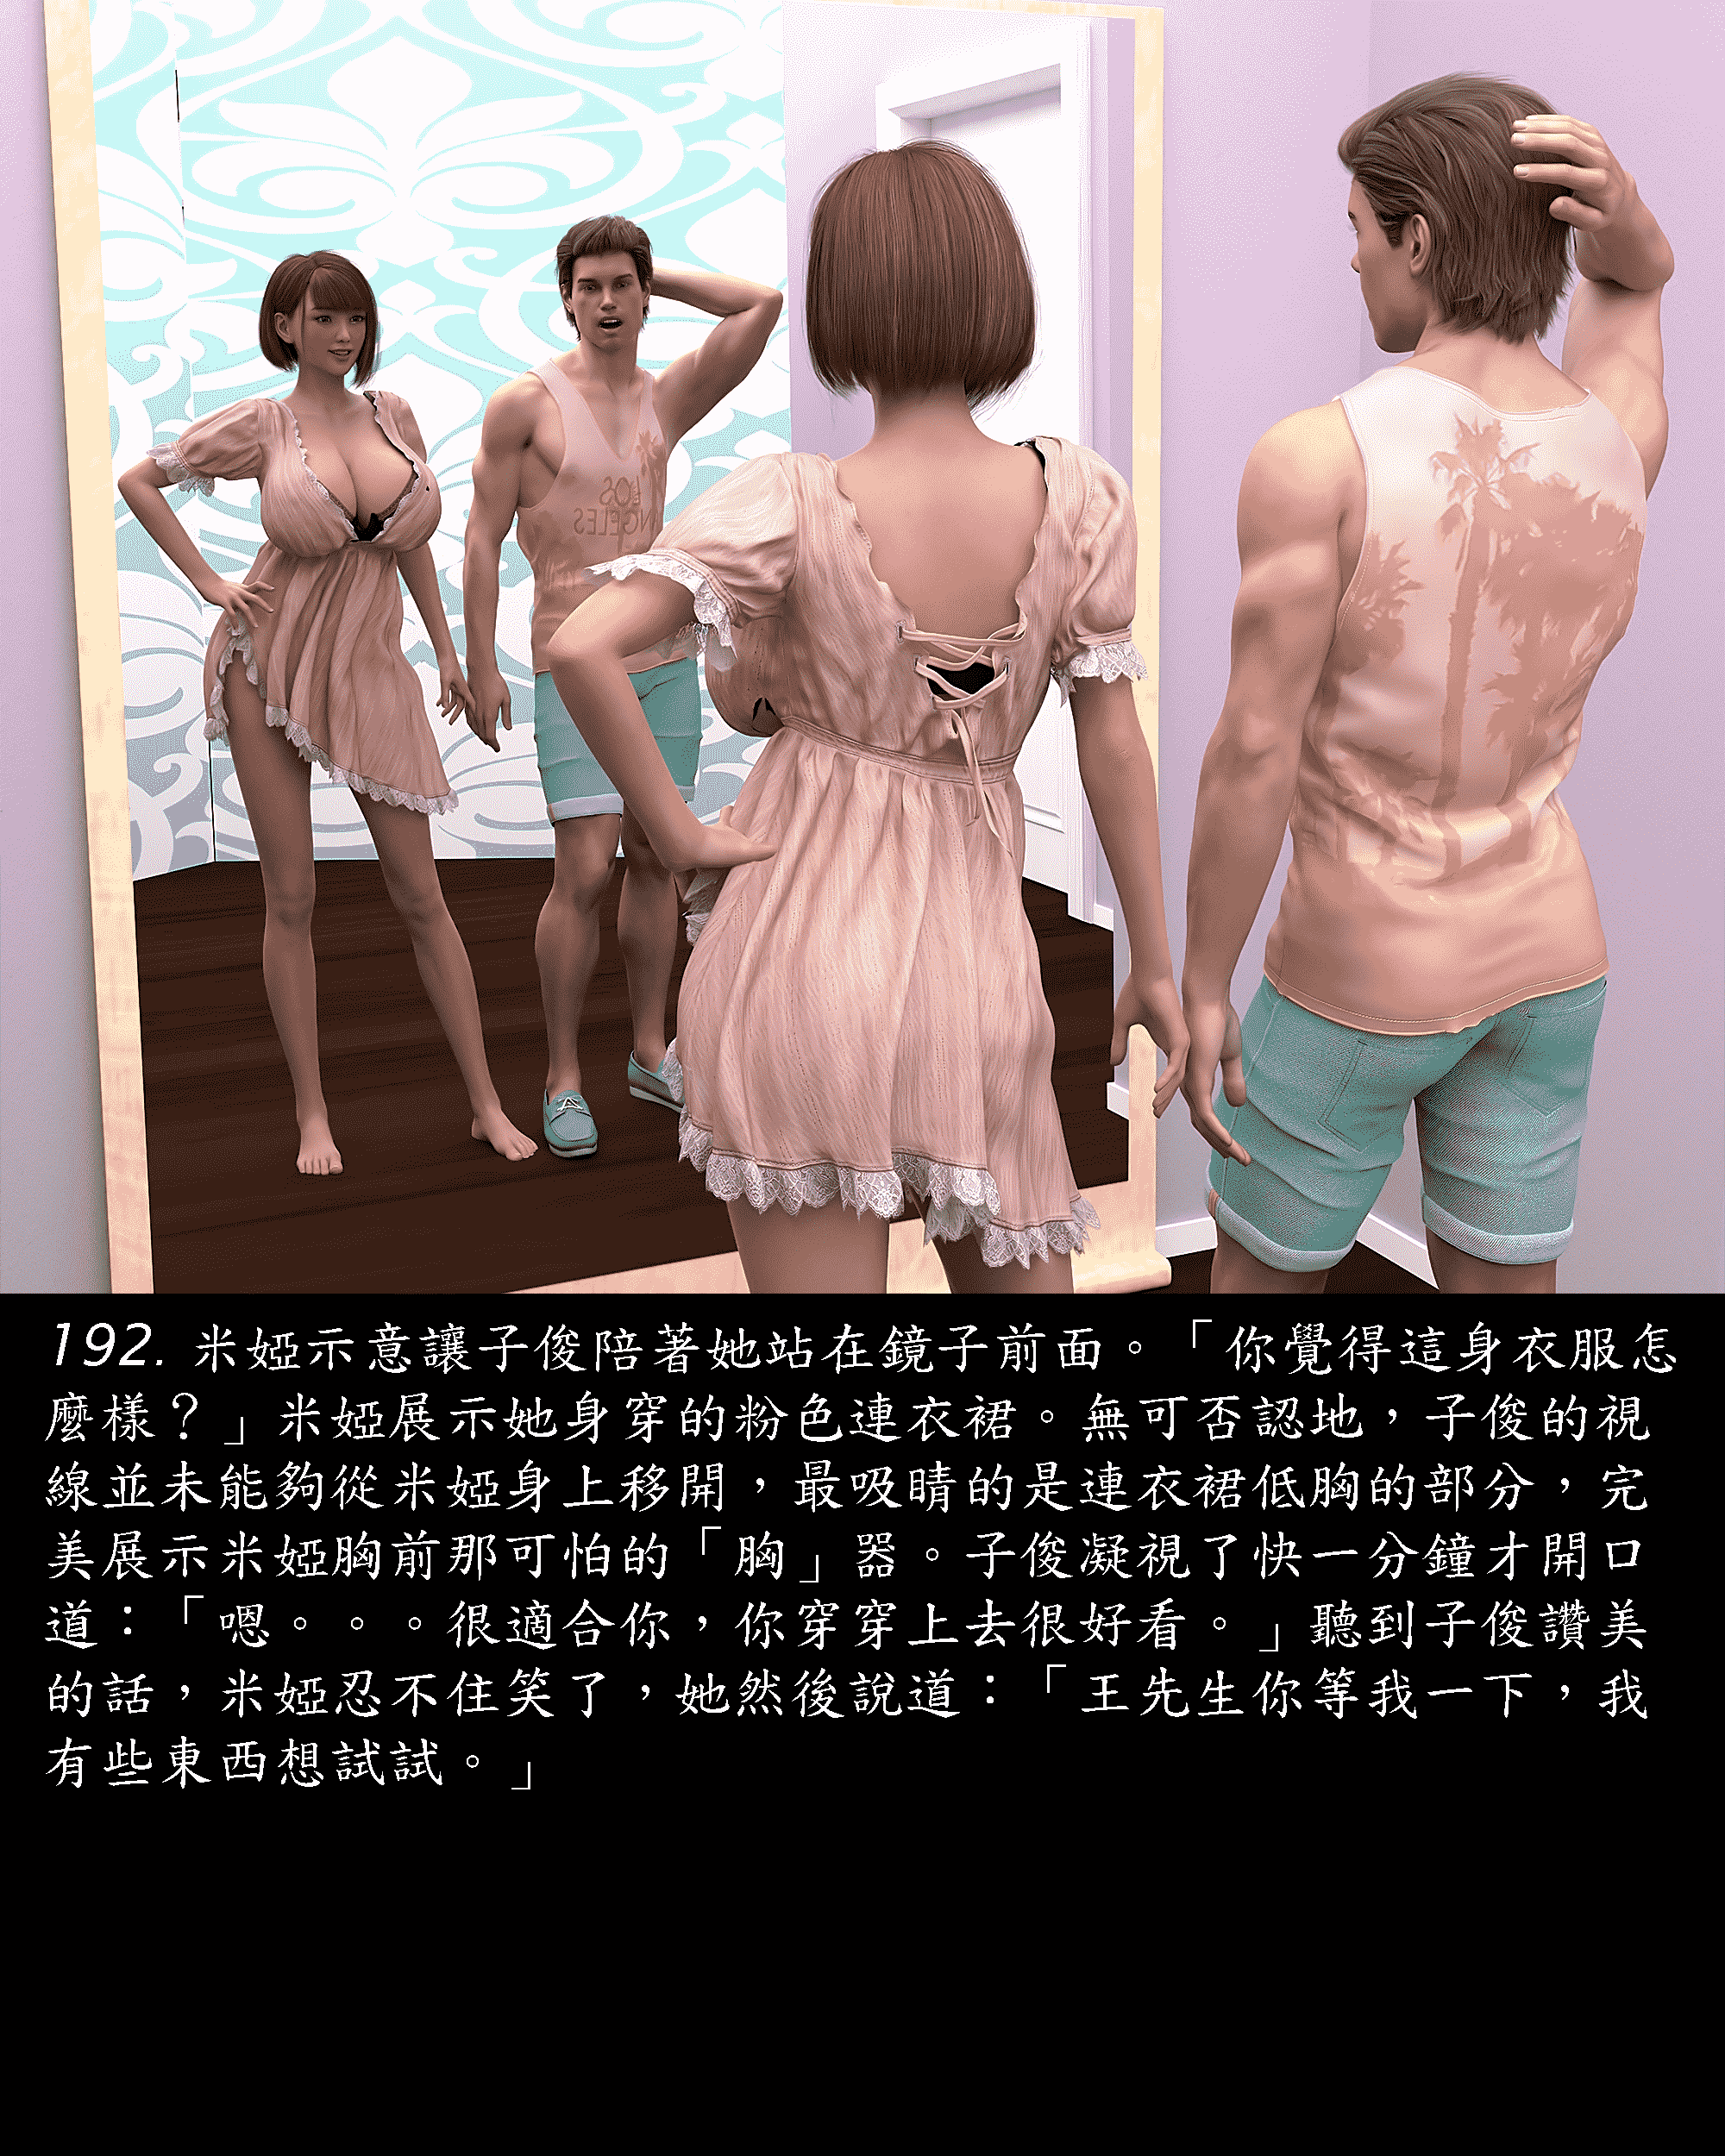 ROS
ANGELES
192. 米婭示意讓子俊陪著她站在鏡子前面。「你覺得這身衣服怎
麼樣？」米婭展示她身穿的粉色連衣裙。無可否認地，子俊的視
線並未能夠從米婭身上移開，最吸睛的是連衣裙低胸的部分，完
美展示米婭胸前那可怕的「胸」器。子俊凝視了快一分鐘才開口
道：「嗯。。。很適合你，你穿穿上去很好看。」聽到子俊讚美
的話，米婭忍不住笑了，她然後說道：「王先生你等我一下，我
有些東西想試試。」